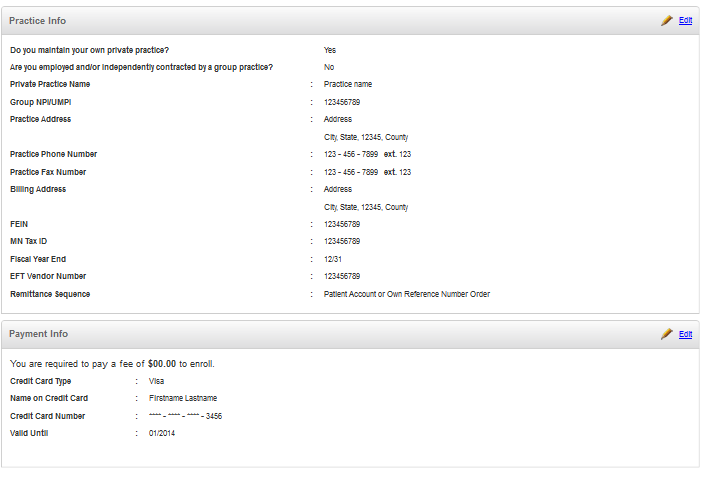 Practice Info Edit
Do you maintain your own private practice? Yes
Are you employed and/or independently contracted by a group practice? No
Private Practice Name : Practice name
Group NPI/UMPI : 123456789
Practice Address : Address
City, State, 12345, County
Practice Phone Number : 123 - 456 - 7899 ext. 123
Practice Fax Number : 123 - 456 - 7899 ext. 123
Billing Address : Address
City, State, 12345, County
FEIN : 123456789
MN Tax ID : 123456789
Fiscal Year End : 12/31
EFT Vendor Number : 123456789
Remittance Sequence : Patient Account or Own Reference Number Order
Payment Info Edit
You are required to pay a fee of $00.00 to enroll.
Credit Card Type : Visa
Name on Credit Card : Firstname Lastname
Credit Card Number : **** - **** - **** - 3456
Valid Until : 01/2014